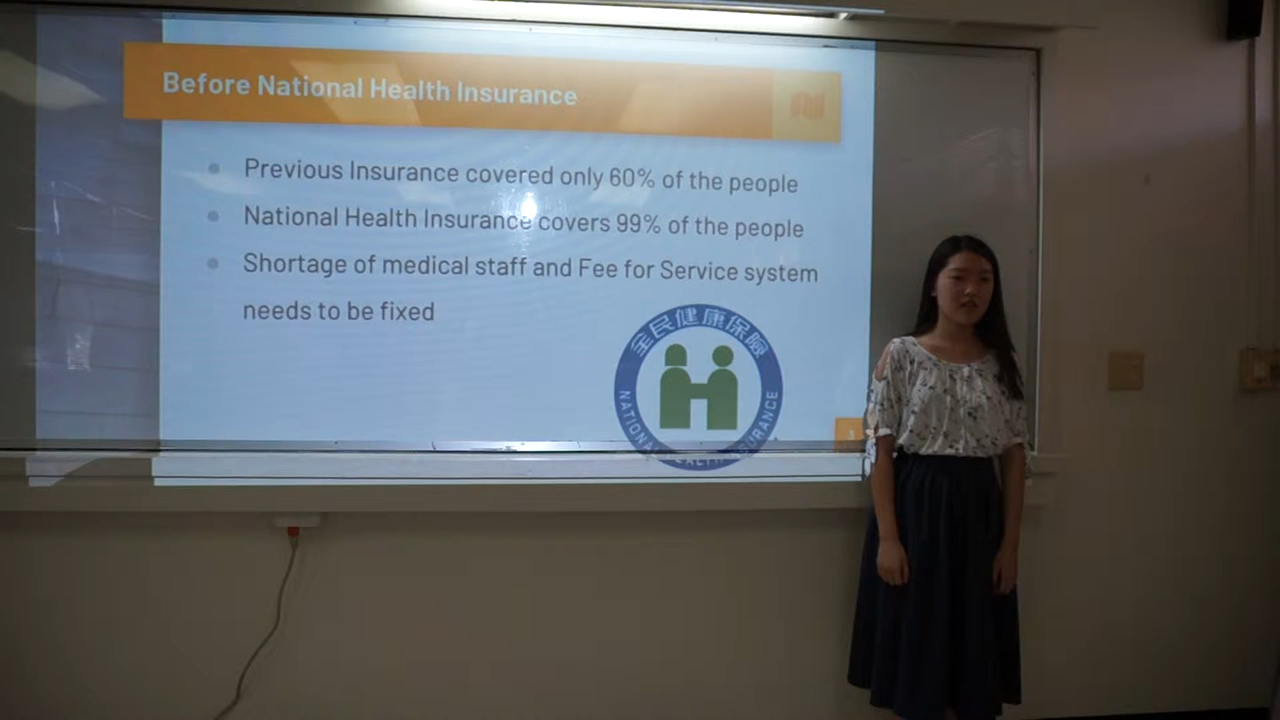 Before National Health Insurance
Previous Insurance covered only 60% of the people
National Health Insurance covers 99% of the people
Shortage of medical staff and Fee for Service system
needs to be fixed
全民健康保險
NATIONAL HEALTH INSURANCE
3